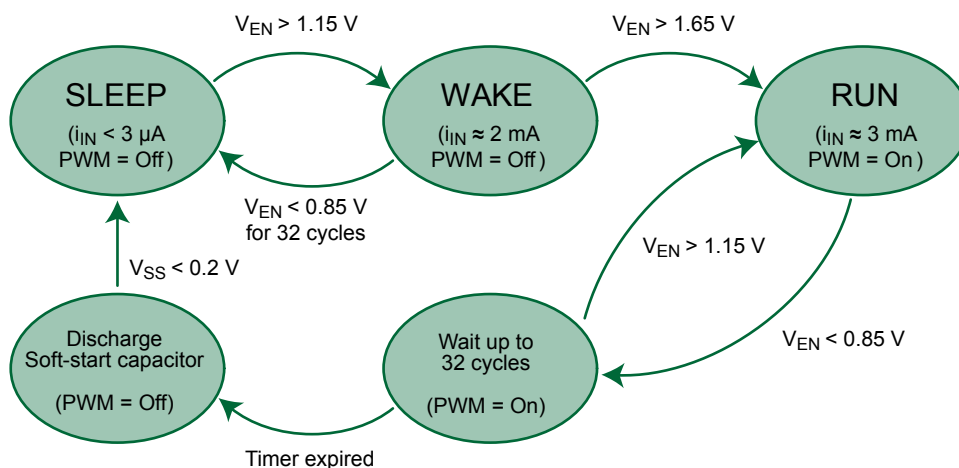 V_EN > 1.15 V
V_EN > 1.65 V
SLEEP
(i_IN < 3 µA
PWM = Off)
WAKE
(i_IN ≈ 2 mA
PWM = Off)
RUN
(i_IN ≈ 3 mA
PWM = On)
V_EN < 0.85 V
for 32 cycles
V_EN > 1.15 V
V_SS < 0.2 V
Discharge
Soft-start capacitor
(PWM = Off)
Wait up to
32 cycles
(PWM = On)
V_EN < 0.85 V
Timer expired